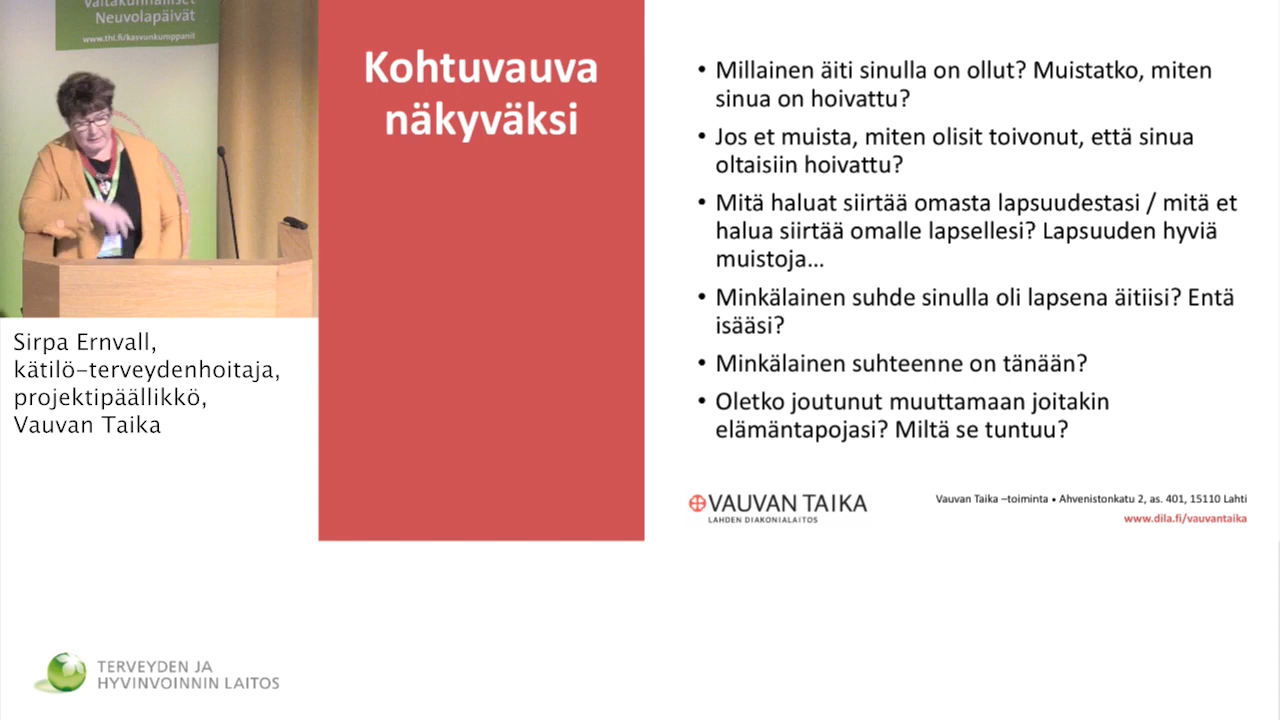 Valtakunnalliset
Neuvolapäivät
www.thl.fi/kasvunkumppanit
Sirpa Ernvall,
kätilö-terveydenhoitaja,
projektipäällikkö,
Vauvan Taika
Kohtuvauva
näkyväksi
• Millainen äiti sinulla on ollut? Muistatko, miten
sinua on hoivattu?
• Jos et muista, miten olisit toivonut, että sinua
oltaisiin hoivattu?
• Mitä haluat siirtää omasta lapsuudestasi / mitä et
halua siirtää omalle lapsellesi? Lapsuuden hyviä
muistoja...
• Minkälainen suhde sinulla oli lapsena äitiisi? Entä
isääsi?
• Minkälainen suhteenne on tänään?
• Oletko joutunut muuttamaan joitakin
elämäntapojasi? Miltä se tuntuu?
VAUVAN TAIKA
LAHDEN DIAKONIALAITOS
Vauvan Taika –toiminta • Ahvenistonkatu 2, as. 401, 15110 Lahti
www.dila.fi/vauvantaika
TERVEYDEN JA
HYVINVOINNIN LAITOS